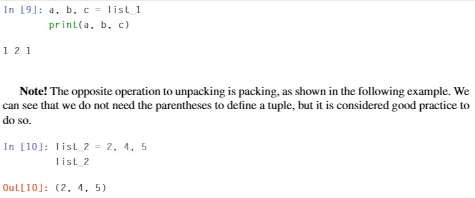 In [9]: a, b, c = list_1
print(a, b, c)
1 2 1
Note! The opposite operation to unpacking is packing, as shown in the following example. We
can see that we do not need the parentheses to define a tuple, but it is considered good practice to
do so.
In [10]: list_2 = 2, 4, 5
list_2
Out[10]: (2, 4, 5)